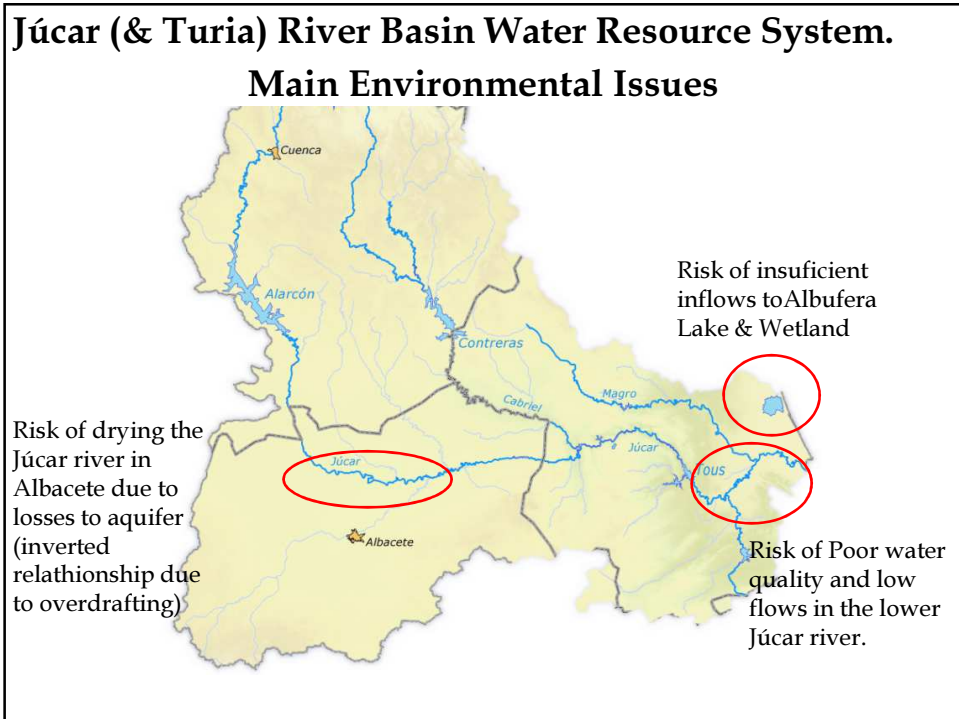 Júcar (& Turia) River Basin Water Resource System.
Main Environmental Issues
Cuenca
Alarcón
Contreras
Cabriel
Magro
Júcar
Júcar
Tous
Albacete
Risk of insuficient
inflows toAlbufera
Lake & Wetland
Risk of drying the
Júcar river in
Albacete due to
losses to aquifer
(inverted
relathionship due
to overdrafting)
Risk of Poor water
quality and low
flows in the lower
Júcar river.